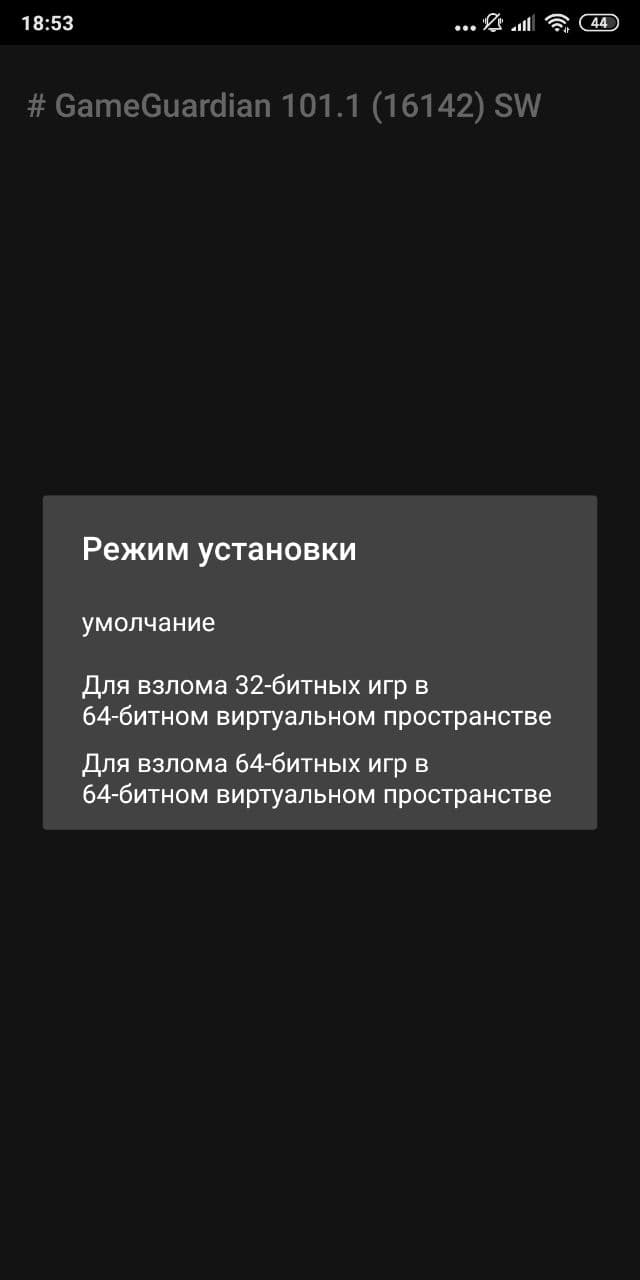 18:53
44
# GameGuardian 101.1 (16142) SW
Режим установки
умолчание
Для взлома 32-битных игр в
64-битном виртуальном пространстве
Для взлома 64-битных игр в
64-битном виртуальном пространстве